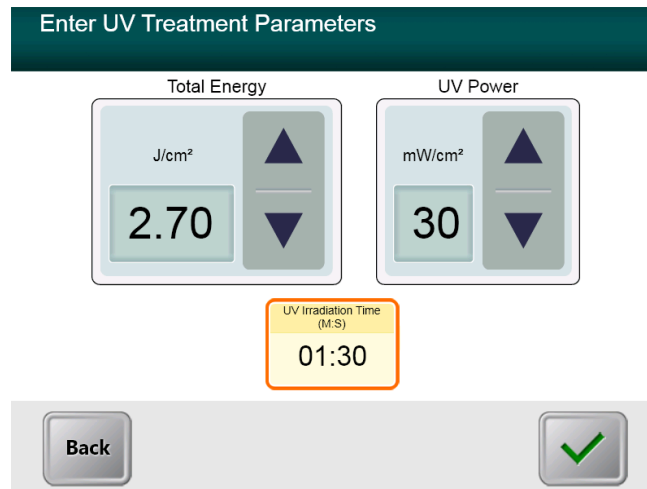 Enter UV Treatment Parameters
Total Energy
UV Power
J/cm²
mW/cm²
2.70
30
UV Irradiation Time
(M:S)
01:30
Back